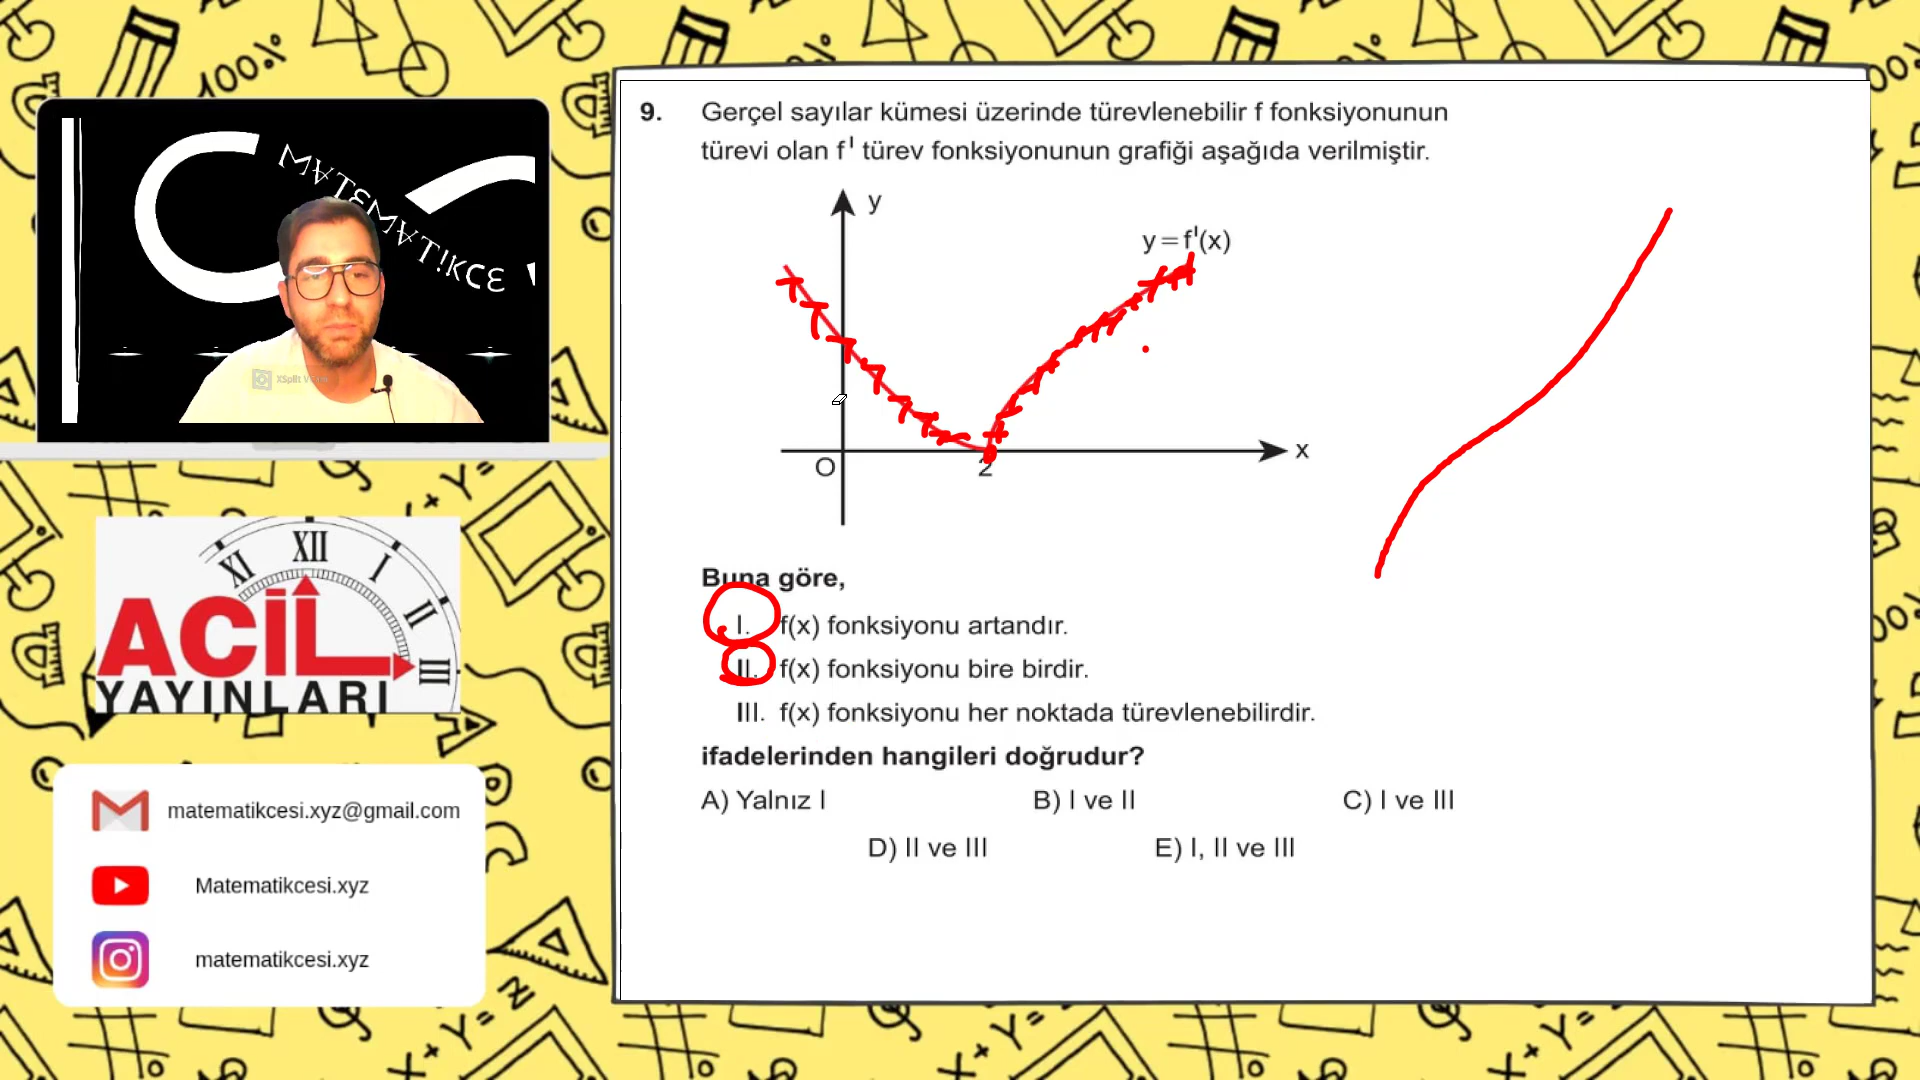 100%
MATEMATİKCE
XSplit V
XI XII I II III
ACİL
YAYINLARI
matematikcesi.xyz@gmail.com
Matematikcesi.xyz
matematikcesi.xyz
9. Gerçel sayılar kümesi üzerinde türevlenebilir f fonksiyonunun
türevi olan f' türev fonksiyonunun grafiği aşağıda verilmiştir.
y
y=f'(x)
x
O
2
Buna göre,
I. f(x) fonksiyonu artandır.
II. f(x) fonksiyonu bire birdir.
III. f(x) fonksiyonu her noktada türevlenebilirdir.
ifadelerinden hangileri doğrudur?
A) Yalnız I B) I ve II C) I ve III
D) II ve III E) I, II ve III